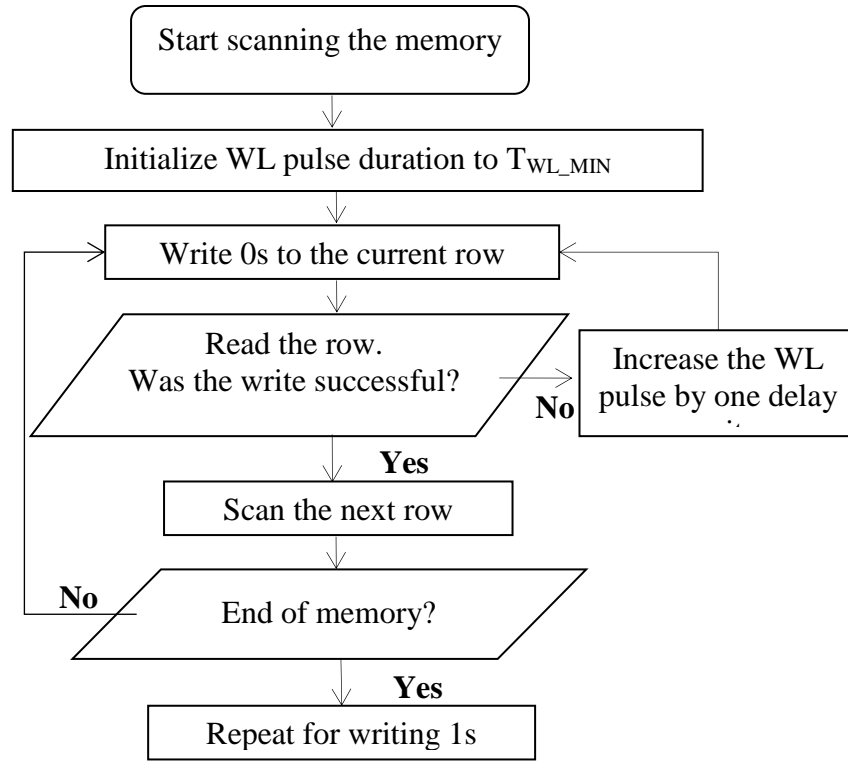 Start scanning the memory
Initialize WL pulse duration to T_WL_MIN
Write 0s to the current row
Read the row.
Was the write successful?
Increase the WL
pulse by one delay
No
Yes
Scan the next row
No
End of memory?
Yes
Repeat for writing 1s